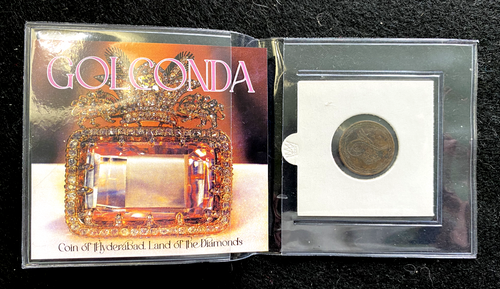 GOLCONDA
Coin of Hyderabad, Land of the Diamonds